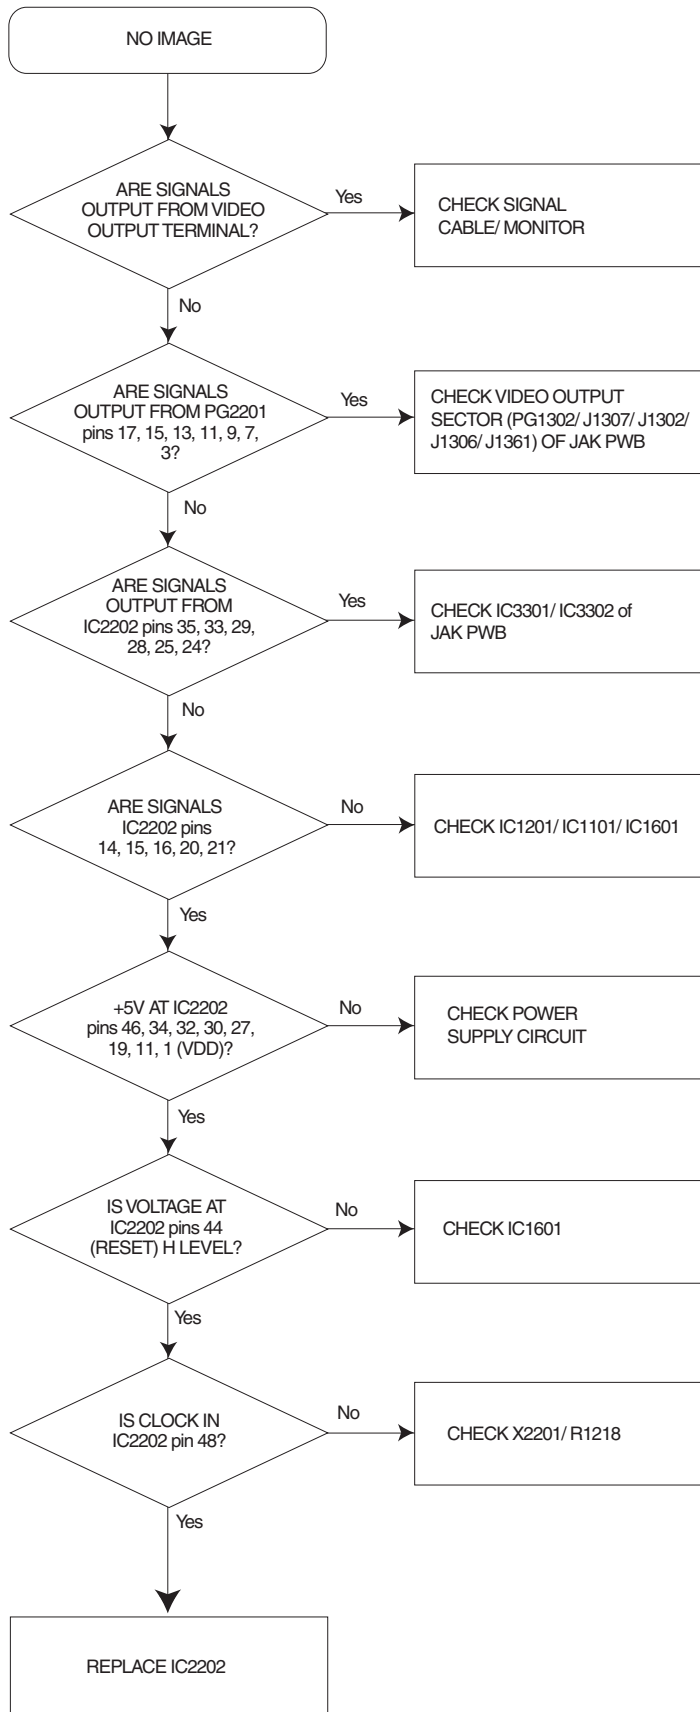 NO IMAGE
ARE SIGNALS
OUTPUT FROM VIDEO
OUTPUT TERMINAL?
Yes
CHECK SIGNAL
CABLE/ MONITOR
No
ARE SIGNALS
OUTPUT FROM PG2201
pins 17, 15, 13, 11, 9, 7,
3?
Yes
CHECK VIDEO OUTPUT
SECTOR (PG1302/ J1307/ J1302/
J1306/ J1361) OF JAK PWB
No
ARE SIGNALS
OUTPUT FROM
IC2202 pins 35, 33, 29,
28, 25, 24?
Yes
CHECK IC3301/ IC3302 of
JAK PWB
No
ARE SIGNALS
IC2202 pins
14, 15, 16, 20, 21?
No
CHECK IC1201/ IC1101/ IC1601
Yes
+5V AT IC2202
pins 46, 34, 32, 30, 27,
19, 11, 1 (VDD)?
No
CHECK POWER
SUPPLY CIRCUIT
Yes
IS VOLTAGE AT
IC2202 pins 44
(RESET) H LEVEL?
No
CHECK IC1601
Yes
IS CLOCK IN
IC2202 pin 48?
No
CHECK X2201/ R1218
Yes
REPLACE IC2202